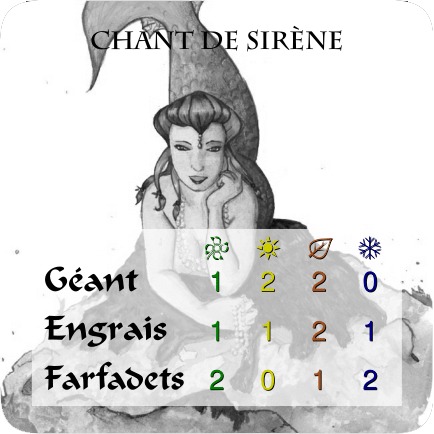 CHANT DE SIRÈNE
Géant 1 2 2 0
Engrais 1 1 2 1
Farfadets 2 0 1 2